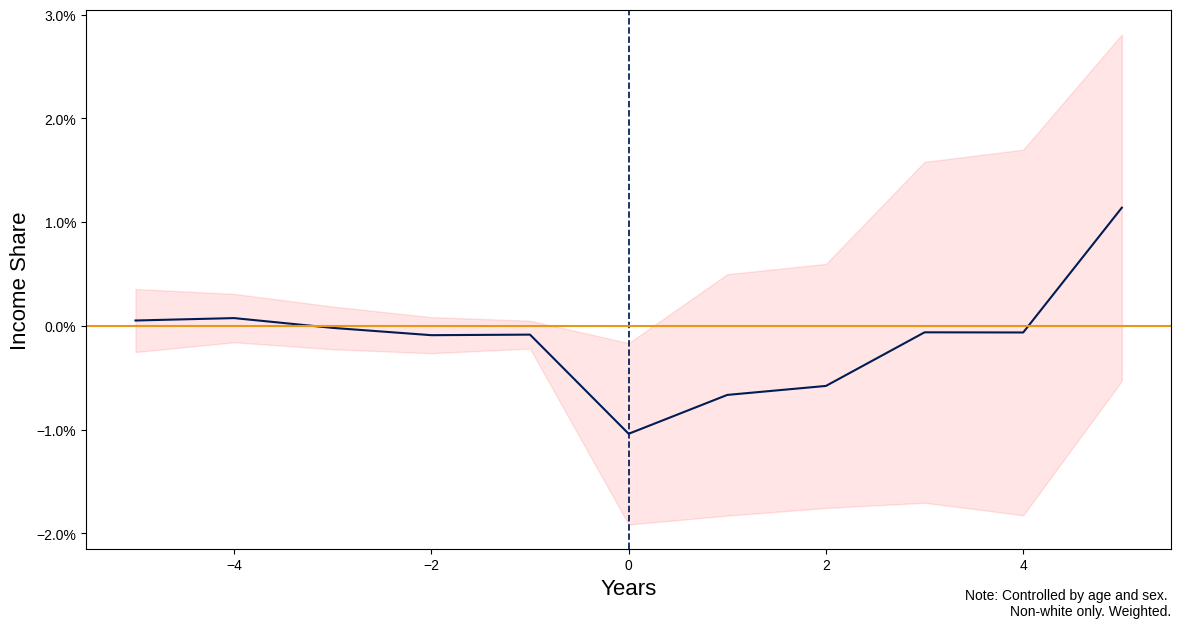 3.0%
2.0%
1.0%
0.0%
−1.0%
−2.0%
Income Share
−4
−2
0
2
4
Years
Note: Controlled by age and sex.
Non-white only. Weighted.